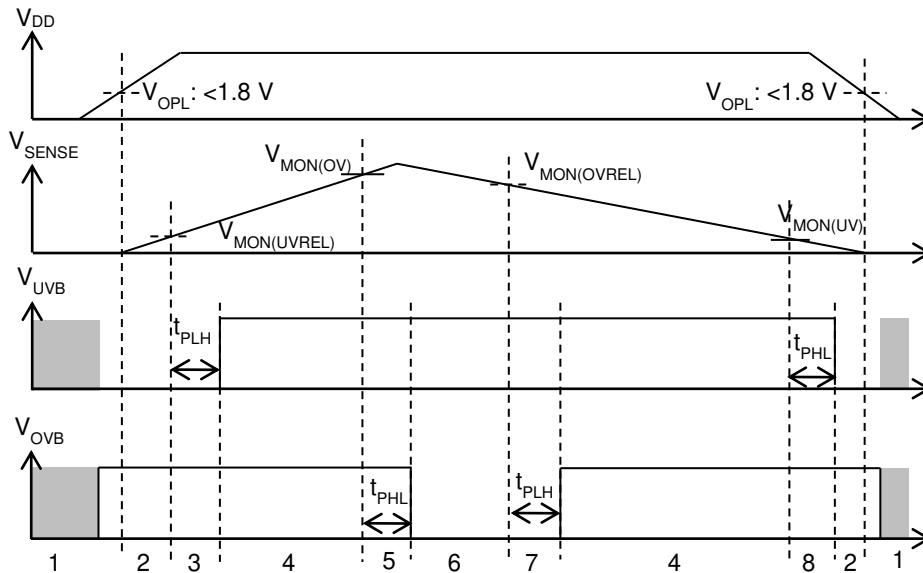 VDD
VOPL: <1.8 V
VOPL: <1.8 V
VSENSE
VMON(OV)
VMON(OVREL)
VMON(UVREL)
VMON(UV)
VUVB
tPLH
tPHL
VOVB
tPHL
tPLH
1 2 3 4 5 6 7 4 8 2 1